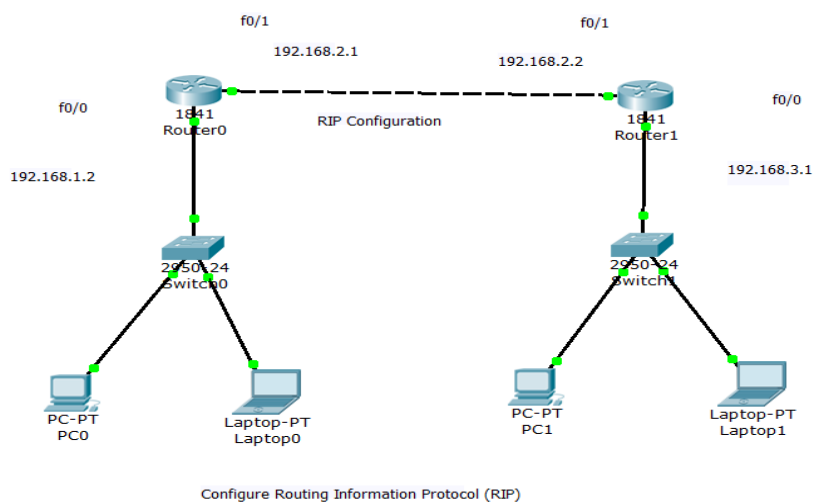 f0/1
f0/1
192.168.2.1
192.168.2.2
f0/0
f0/0
1841
Router0
RIP Configuration
1841
Router1
192.168.1.2
192.168.3.1
2950-24
Switch0
2950-24
Switch1
PC-PT
PC0
Laptop-PT
Laptop0
PC-PT
PC1
Laptop-PT
Laptop1
Configure Routing Information Protocol (RIP)